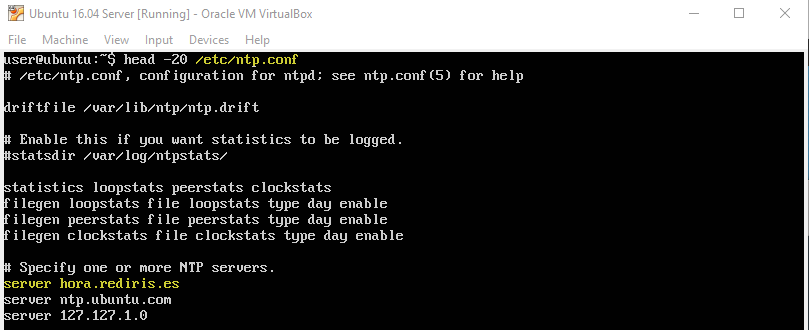 Ubuntu 16.04 Server [Running] - Oracle VM VirtualBox
File Machine View Input Devices Help
user@ubuntu:~$ head -20 /etc/ntp.conf
# /etc/ntp.conf, configuration for ntpd; see ntp.conf(5) for help
driftfile /var/lib/ntp/ntp.drift
# Enable this if you want statistics to be logged.
#statsdir /var/log/ntpstats/
statistics loopstats peerstats clockstats
filegen loopstats file loopstats type day enable
filegen peerstats file peerstats type day enable
filegen clockstats file clockstats type day enable
# Specify one or more NTP servers.
server hora.rediris.es
server ntp.ubuntu.com
server 127.127.1.0